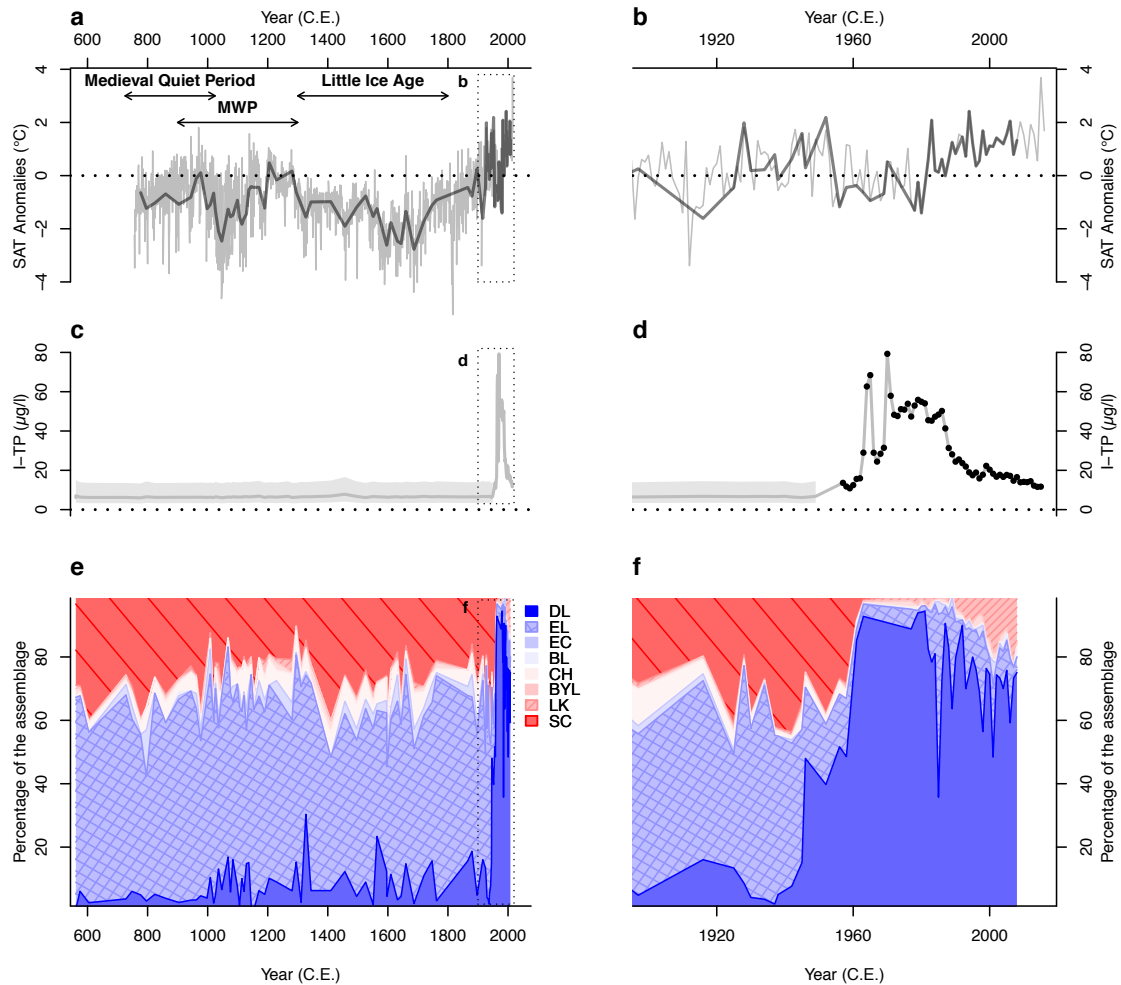 a
Year (C.E.)
600 800 1000 1200 1400 1600 1800 2000
SAT Anomalies (°C)
4
2
0
−2
−4
Medieval Quiet Period
Little Ice Age
MWP
b
b
Year (C.E.)
1920 1960 2000
4
2
0
−2
−4
SAT Anomalies (°C)
c
I−TP (µg/l)
80
60
40
20
0
d
d
80
60
40
20
0
I−TP (µg/l)
e
Percentage of the assemblage
80
60
40
20
f
DL
EL
EC
BL
CH
BYL
LK
SC
600 800 1000 1200 1400 1600 1800 2000
Year (C.E.)
f
80
60
40
20
Percentage of the assemblage
1920 1960 2000
Year (C.E.)